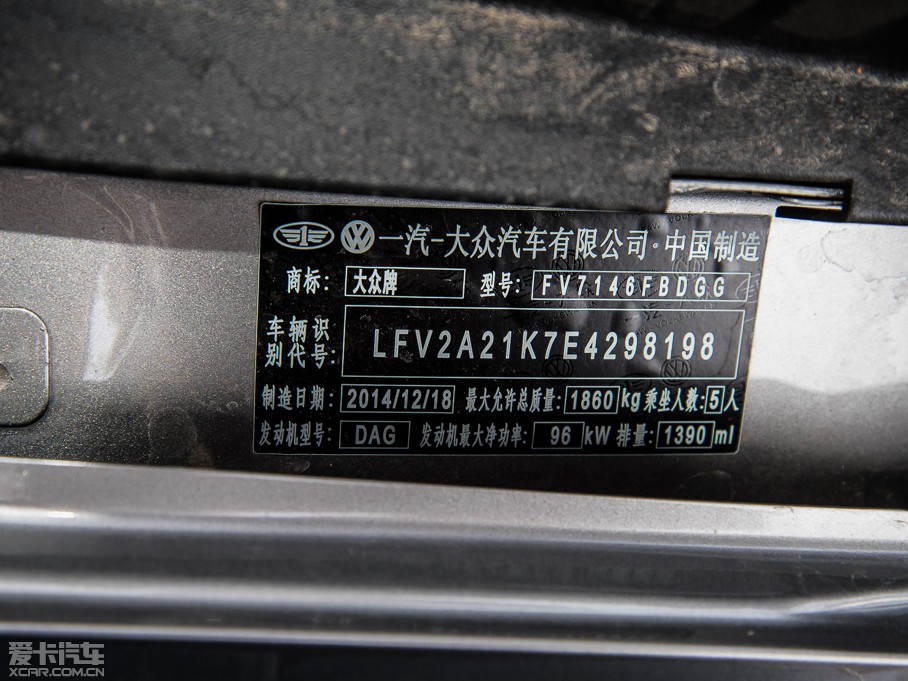 一汽-大众汽车有限公司·中国制造
商标: 大众牌 型号: FV7146FBDGG
车辆识别代号: LFV2A21K7E4298198
制造日期: 2014/12/18 最大允许总质量: 1860 kg 乘坐人数: 5 人
发动机型号: DAG 发动机最大净功率: 96 kW 排量: 1390 ml
爱卡汽车
XCAR.COM.CN